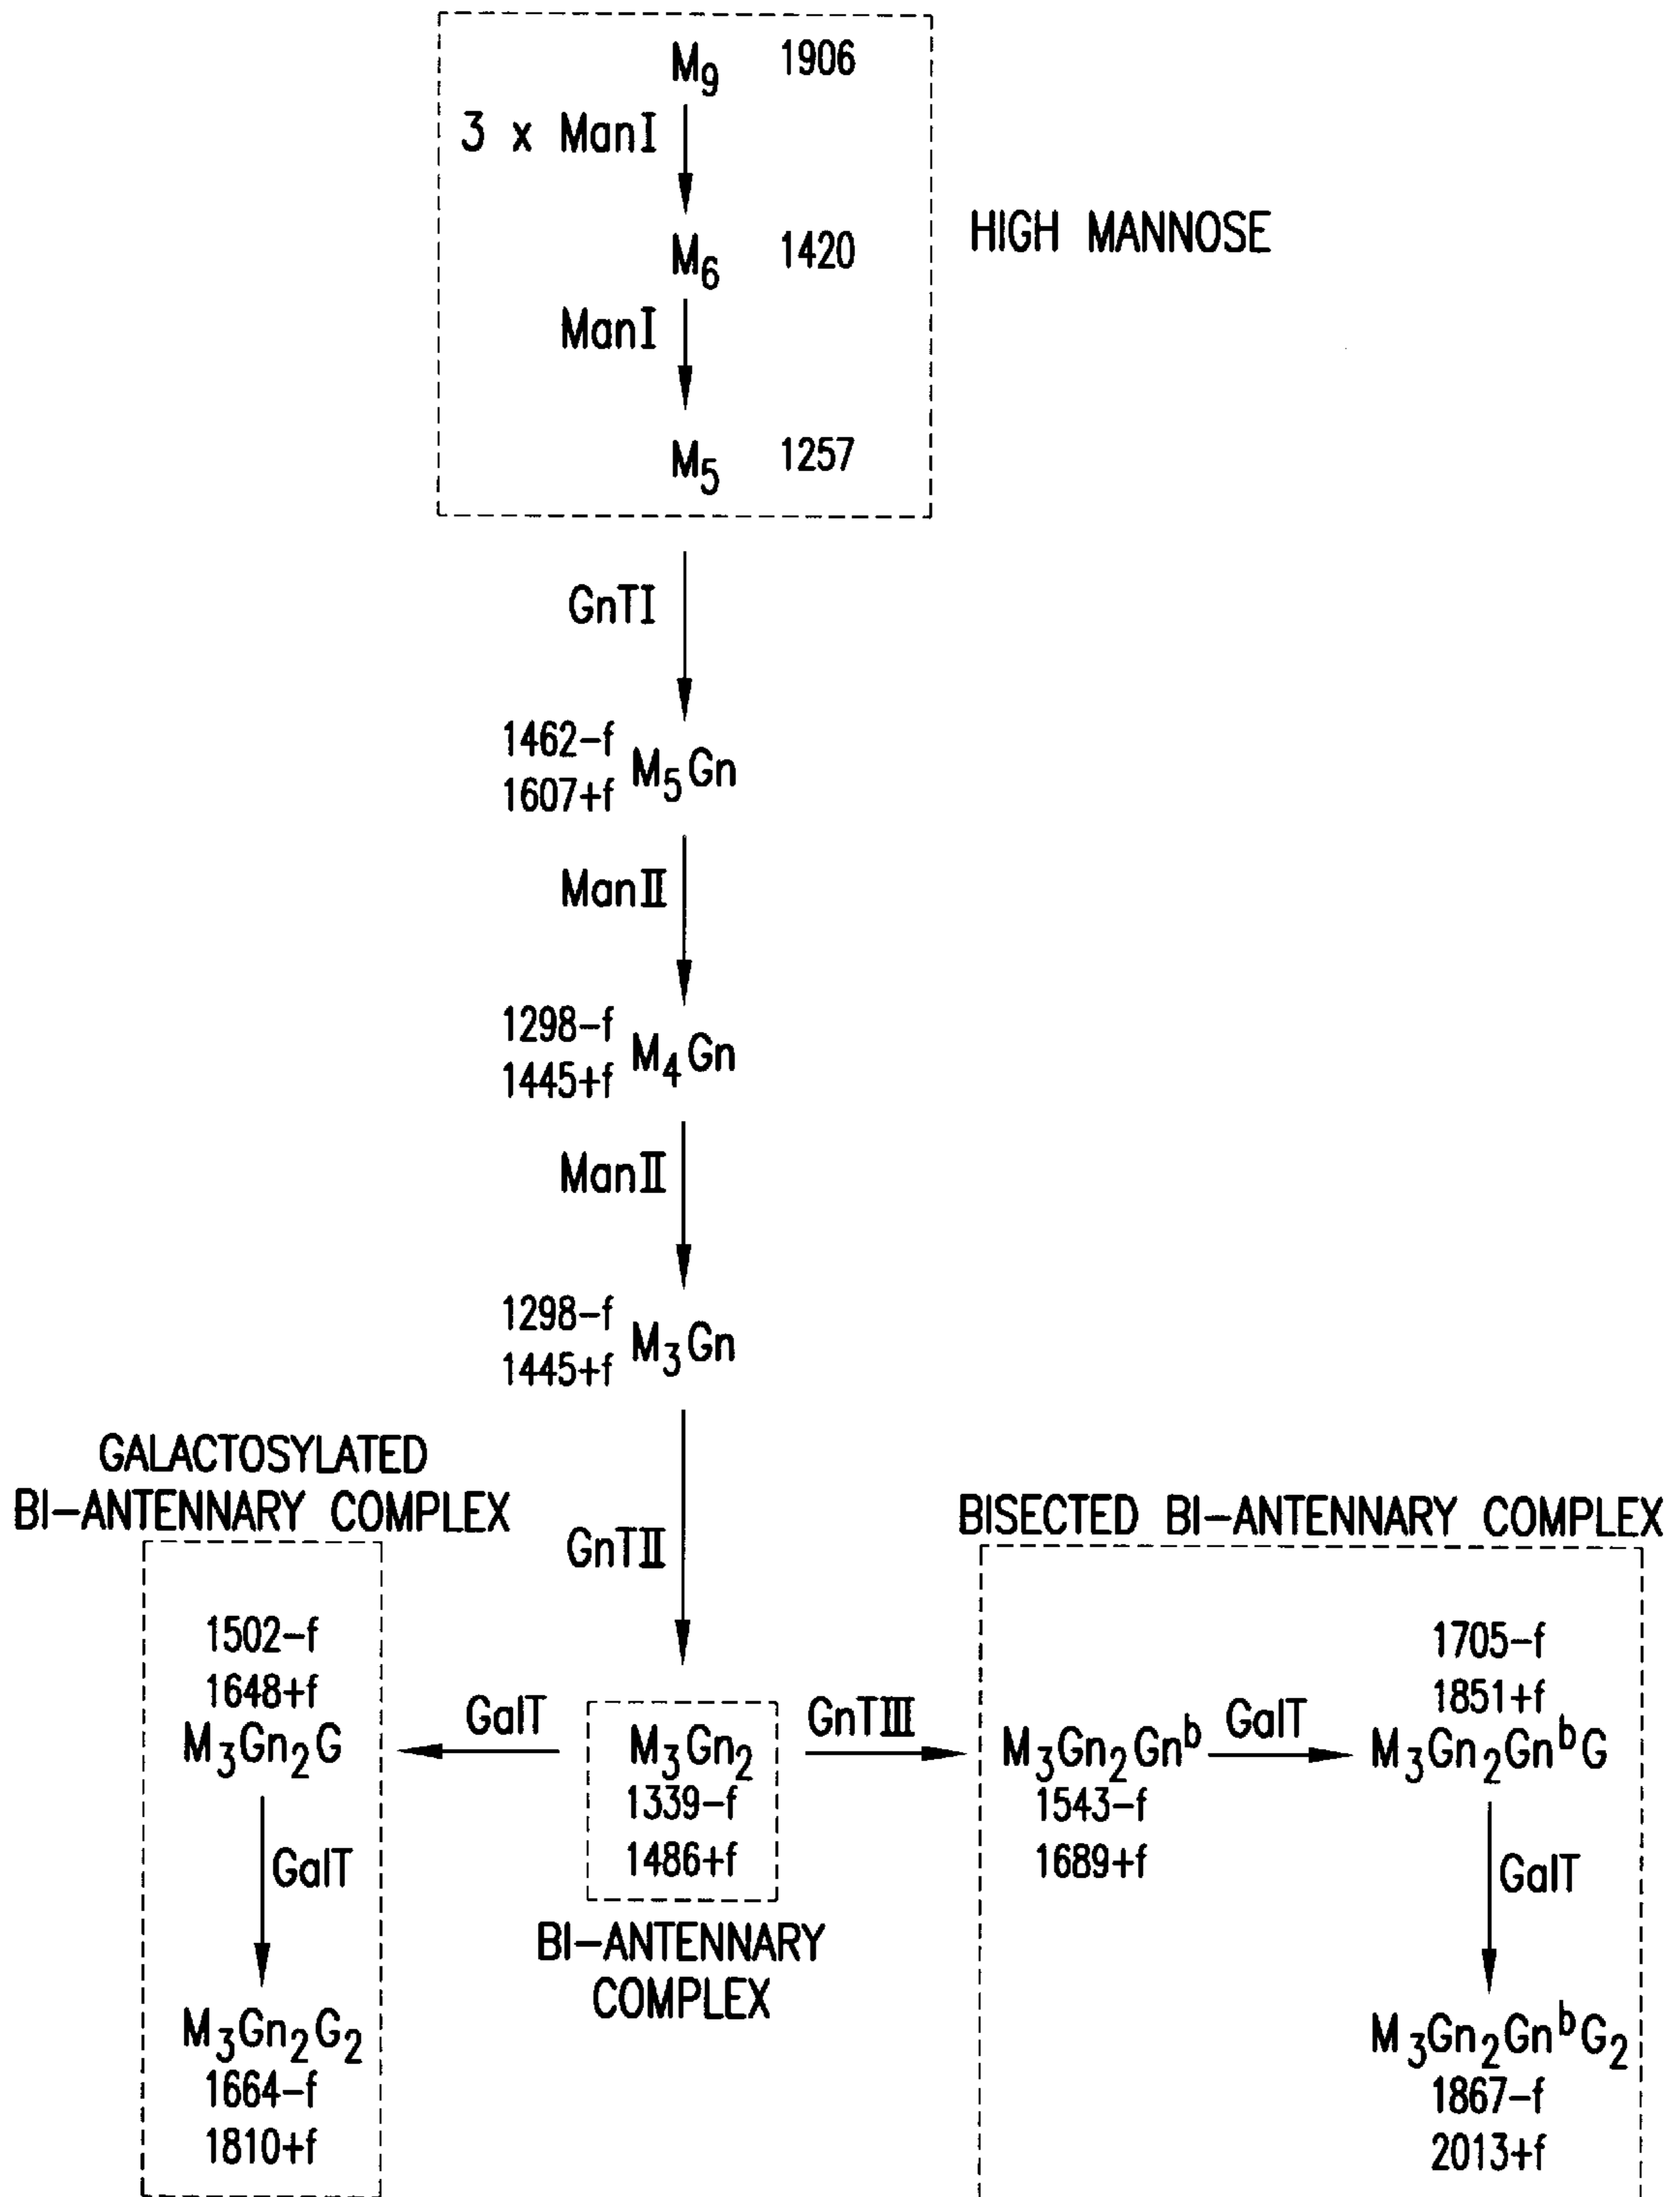 M₉ 1906
3 x ManI
M₆ 1420
HIGH MANNOSE
ManI
M₅ 1257
GnTI
1462-f
1607+f
M₅Gn
ManII
1298-f
1445+f
M₄Gn
ManII
1298-f
1445+f
M₃Gn
GnTII
GALACTOSYLATED
BI-ANTENNARY COMPLEX
1502-f
1648+f
M₃Gn₂G
GalT
M₃Gn₂G₂
1664-f
1810+f
GalT
M₃Gn₂
1339-f
1486+f
BI-ANTENNARY
COMPLEX
GnTIII
BISECTED BI-ANTENNARY COMPLEX
M₃Gn₂Gnᵇ
1543-f
1689+f
GalT
1705-f
1851+f
M₃Gn₂GnᵇG
GalT
M₃Gn₂GnᵇG₂
1867-f
2013+f